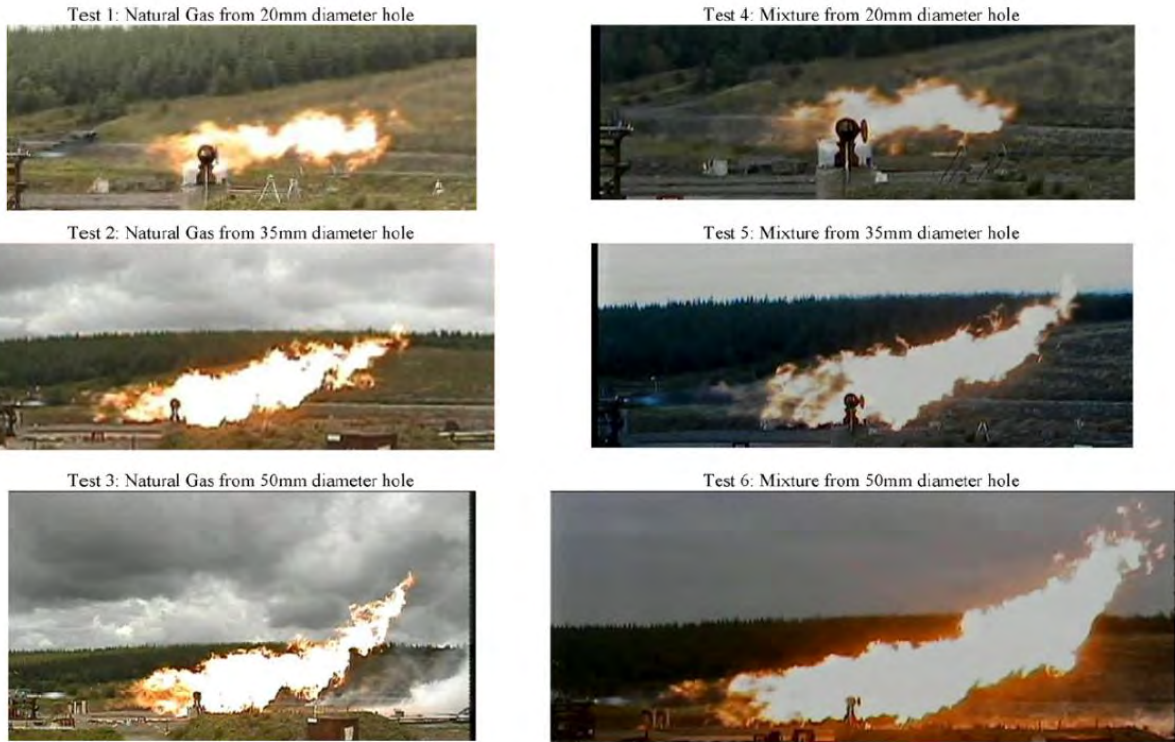 Test 1: Natural Gas from 20mm diameter hole
Test 4: Mixture from 20mm diameter hole
Test 2: Natural Gas from 35mm diameter hole
Test 5: Mixture from 35mm diameter hole
Test 3: Natural Gas from 50mm diameter hole
Test 6: Mixture from 50mm diameter hole